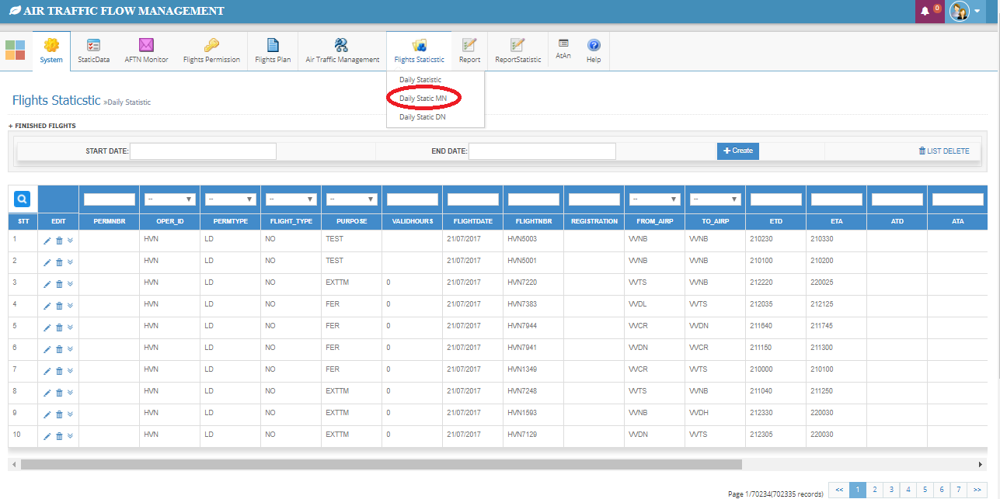 AIR TRAFFIC FLOW MANAGEMENT 0
System StaticData AFTN Monitor Flights Permission Flights Plan Air Traffic Management Flights Staticstic Report ReportStatistic AtAn Help
Daily Statistic
Daily Static MN
Daily Static DN
Flights Staticstic »Daily Statistic
+ FINISHED FILGHTS
START DATE: END DATE: + Create LIST DELETE
-- -- -- -- -- --
STT EDIT PERMNBR OPER_ID PERMTYPE FLIGHT_TYPE PURPOSE VALIDHOURS FLIGHTDATE FLIGHTNBR REGISTRATION FROM_AIRP TO_AIRP ETD ETA ATD ATA
1 HVN LD NO TEST 21/07/2017 HVN5003 VVNB VVNB 210230 210330
2 HVN LD NO TEST 21/07/2017 HVN5001 VVNB VVNB 210100 210200
3 HVN LD NO EXTTM 0 21/07/2017 HVN7220 VVTS VVNB 212220 220025
4 HVN LD NO FER 0 21/07/2017 HVN7383 VVDL VVTS 212035 212125
5 HVN LD NO FER 0 21/07/2017 HVN7944 VVCR VVDN 211640 211745
6 HVN LD NO FER 0 21/07/2017 HVN7941 VVDN VVCR 211150 211300
7 HVN LD NO FER 0 21/07/2017 HVN1349 VVCR VVTS 210000 210100
8 HVN LD NO EXTTM 0 21/07/2017 HVN7248 VVTS VVNB 211040 211250
9 HVN LD NO EXTTM 0 21/07/2017 HVN1593 VVNB VVDH 212330 220030
10 HVN LD NO EXTTM 0 21/07/2017 HVN7129 VVDN VVTS 212305 220030
Page 1/70234(702335 records) << 1 2 3 4 5 6 7 >>